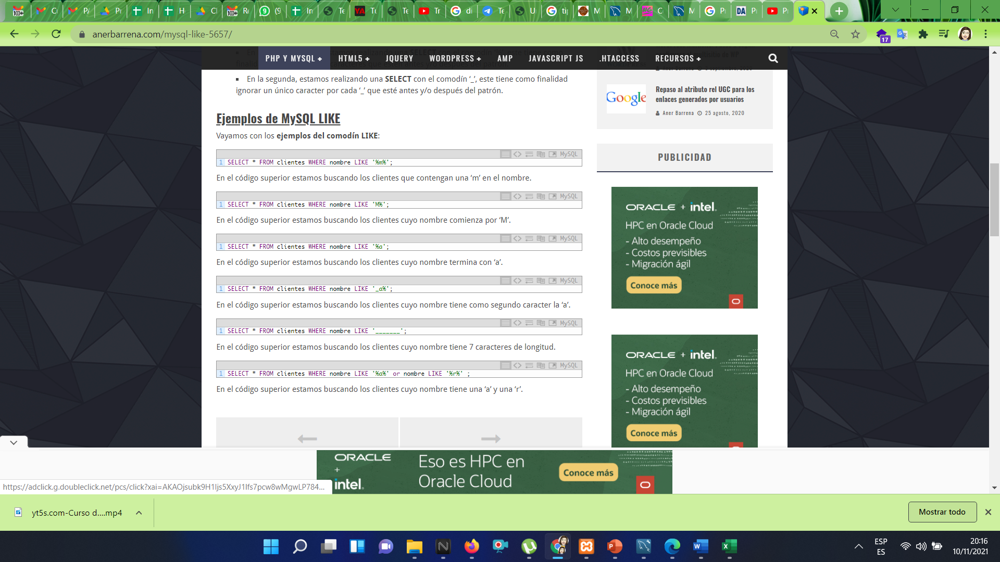 100+
anerbarrena.com/mysql-like-5657/
17
PHP Y MYSQL +
HTML5 +
JQUERY
WORDPRESS +
AMP
JAVASCRIPT JS
.HTACCESS
RECURSOS +
En la segunda, estamos realizando una SELECT con el comodín ‘_’, este tiene como finalidad
ignorar un único caracter por cada ‘_’ que esté antes y/o después del patrón.
Ejemplos de MySQL LIKE
Vayamos con los ejemplos del comodín LIKE:
MySQL
1 SELECT * FROM clientes WHERE nombre LIKE '%m%';
En el código superior estamos buscando los clientes que contengan una ‘m’ en el nombre.
MySQL
1 SELECT * FROM clientes WHERE nombre LIKE 'M%';
En el código superior estamos buscando los clientes cuyo nombre comienza por ‘M’.
MySQL
1 SELECT * FROM clientes WHERE nombre LIKE '%a';
En el código superior estamos buscando los clientes cuyo nombre termina con ‘a’.
MySQL
1 SELECT * FROM clientes WHERE nombre LIKE '_a%';
En el código superior estamos buscando los clientes cuyo nombre tiene como segundo caracter la ‘a’.
MySQL
1 SELECT * FROM clientes WHERE nombre LIKE '_______';
En el código superior estamos buscando los clientes cuyo nombre tiene 7 caracteres de longitud.
MySQL
1 SELECT * FROM clientes WHERE nombre LIKE '%a%' or nombre LIKE '%r%' ;
En el código superior estamos buscando los clientes cuyo nombre tiene una ‘a’ y una ‘r’.
Google
Repaso al atributo rel UGC para los
enlaces generados por usuarios
Aner Barrena 25 agosto, 2020
PUBLICIDAD
ORACLE + intel.
HPC en Oracle Cloud
- Alto desempeño
- Costos previsibles
- Migración ágil
Conoce más
ORACLE + intel.
HPC en Oracle Cloud
- Alto desempeño
- Costos previsibles
- Migración ágil
Conoce más
ORACLE
+
intel.
Eso es HPC en
Oracle Cloud
Conoce más
https://adclick.g.doubleclick.net/pcs/click?xai=AKAOjsubk9H1Ijs5XxyJ1Ifs7pcw8wMgwLP784...
yt5s.com-Curso d....mp4
Mostrar todo
ESP
ES
20:16
10/11/2021